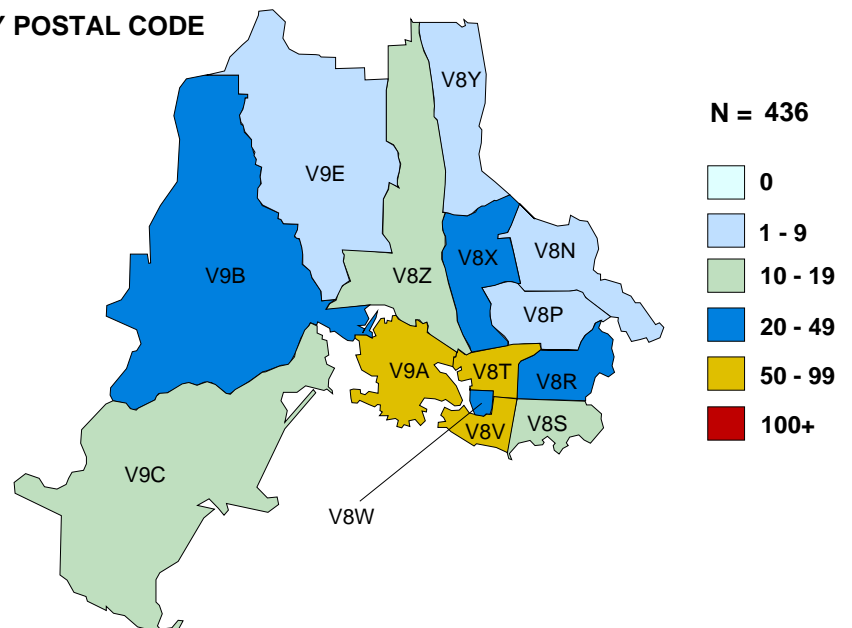 POSTAL CODE
V8Y
N = 436
V9E
0
1 - 9
V8N
V8X
V9B
V8Z
10 - 19
V8P
20 - 49
V9A
V8T
V8R
50 - 99
V8S
V8V
100+
V9C
V8W